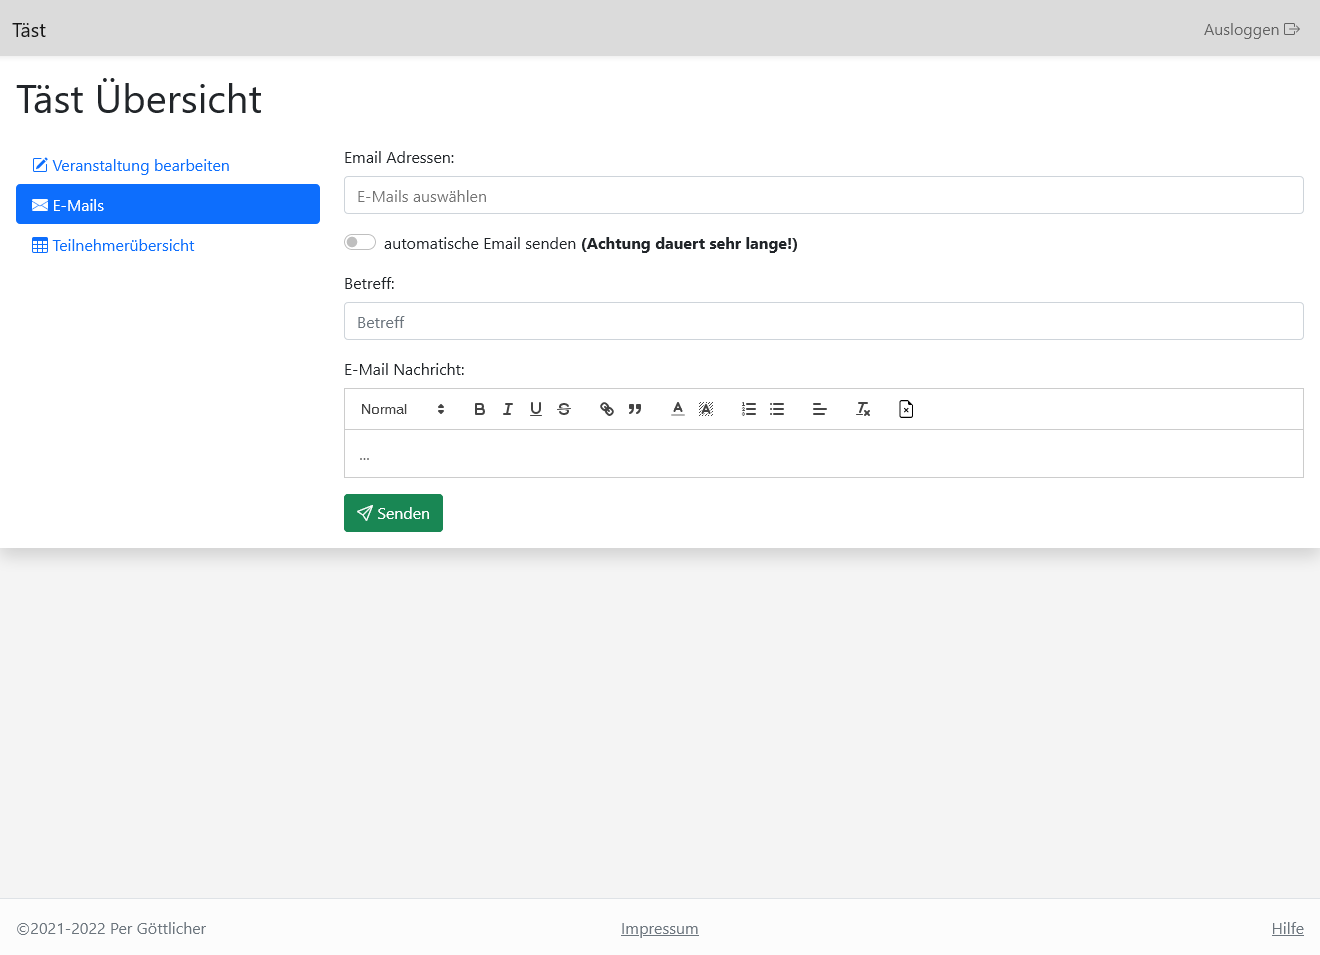 Täst
Ausloggen
Täst Übersicht
Veranstaltung bearbeiten
E-Mails
Teilnehmerübersicht
Email Adressen:
E-Mails auswählen
automatische Email senden (Achtung dauert sehr lange!)
Betreff:
Betreff
E-Mail Nachricht:
Normal
...
Senden
©2021-2022 Per Göttlicher
Impressum
Hilfe